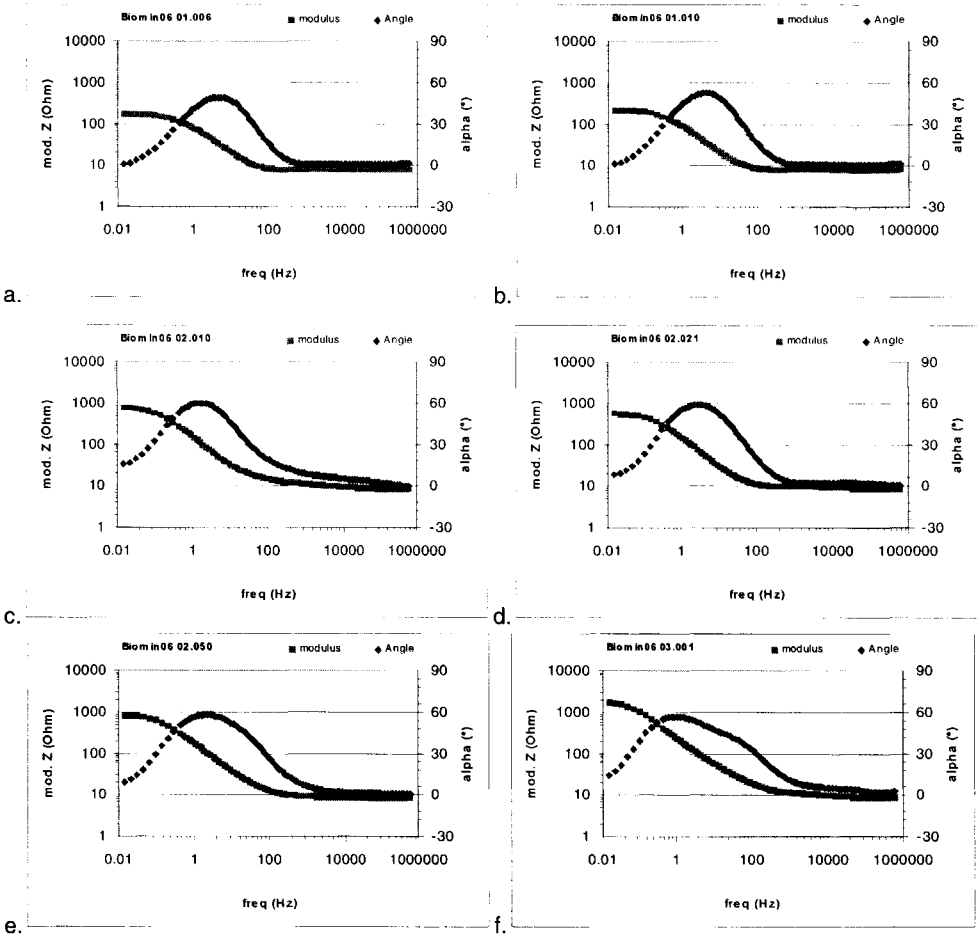 Biomin06 01.006 modulus Angle
10000 90
1000 60
100 30
10 0
1 -30
0.01 1 100 10000 1000000
mod. Z (Ohm)
alpha (°)
freq (Hz)
a.
Biomin06 01.010 modulus Angle
10000 90
1000 60
100 30
10 0
1 -30
0.01 1 100 10000 1000000
mod. Z (Ohm)
alpha (°)
freq (Hz)
b.
Biomin06 02.010 modulus Angle
10000 90
1000 60
100 30
10 0
1 -30
0.01 1 100 10000 1000000
mod. Z (Ohm)
alpha (°)
freq (Hz)
c.
Biomin06 02.021 modulus Angle
10000 90
1000 60
100 30
10 0
1 -30
0.01 1 100 10000 1000000
mod. Z (Ohm)
alpha (°)
freq (Hz)
d.
Biomin06 02.050 modulus Angle
10000 90
1000 60
100 30
10 0
1 -30
0.01 1 100 10000 1000000
mod. Z (Ohm)
alpha (°)
freq (Hz)
e.
Biomin06 03.001 modulus Angle
10000 90
1000 60
100 30
10 0
1 -30
0.01 1 100 10000 1000000
mod. Z (Ohm)
alpha (°)
freq (Hz)
f.